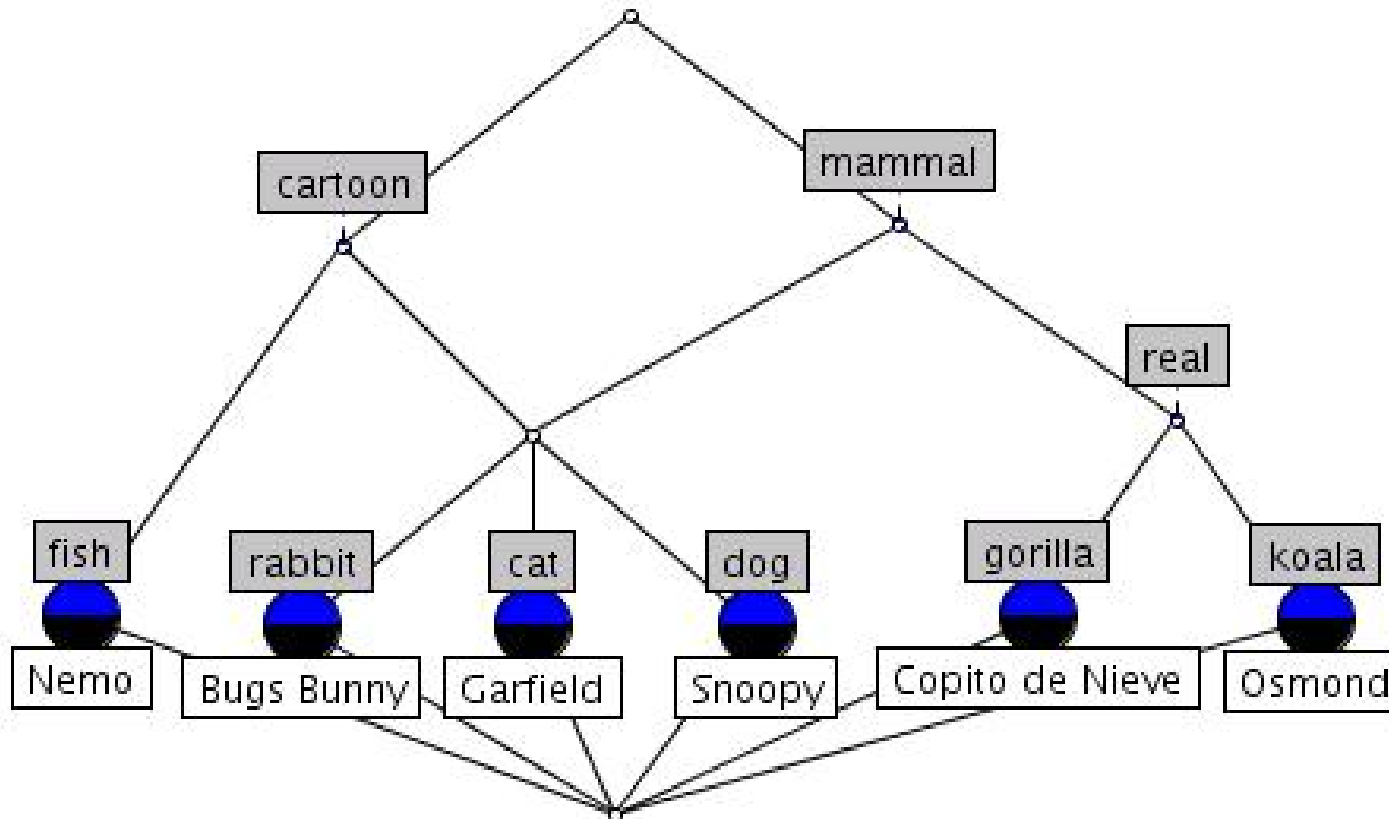 cartoon
mammal
real
fish
rabbit
cat
dog
gorilla
koala
Nemo
Bugs Bunny
Garfield
Snoopy
Copito de Nieve
Osmond